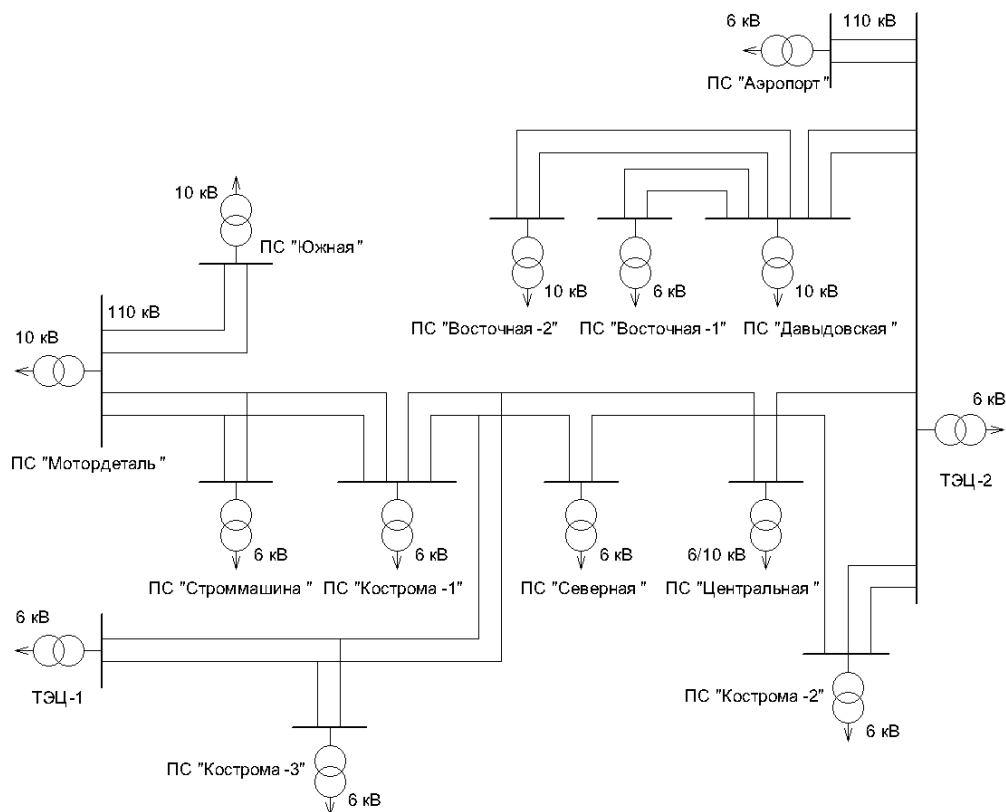 6 кВ
110 кВ
ПС "Аэропорт"
10 кВ
ПС "Южная"
110 кВ
10 кВ
6 кВ
10 кВ
ПС "Восточная -2"
ПС "Восточная -1"
ПС "Давыдовская "
10 кВ
6 кВ
ПС "Мотордеталь "
ТЭЦ-2
6 кВ
6 кВ
6 кВ
6/10 кВ
ПС "Строммашина "
ПС "Кострома -1"
ПС "Северная "
ПС "Центральная "
6 кВ
ТЭЦ-1
ПС "Кострома -2"
6 кВ
ПС "Кострома -3"
6 кВ